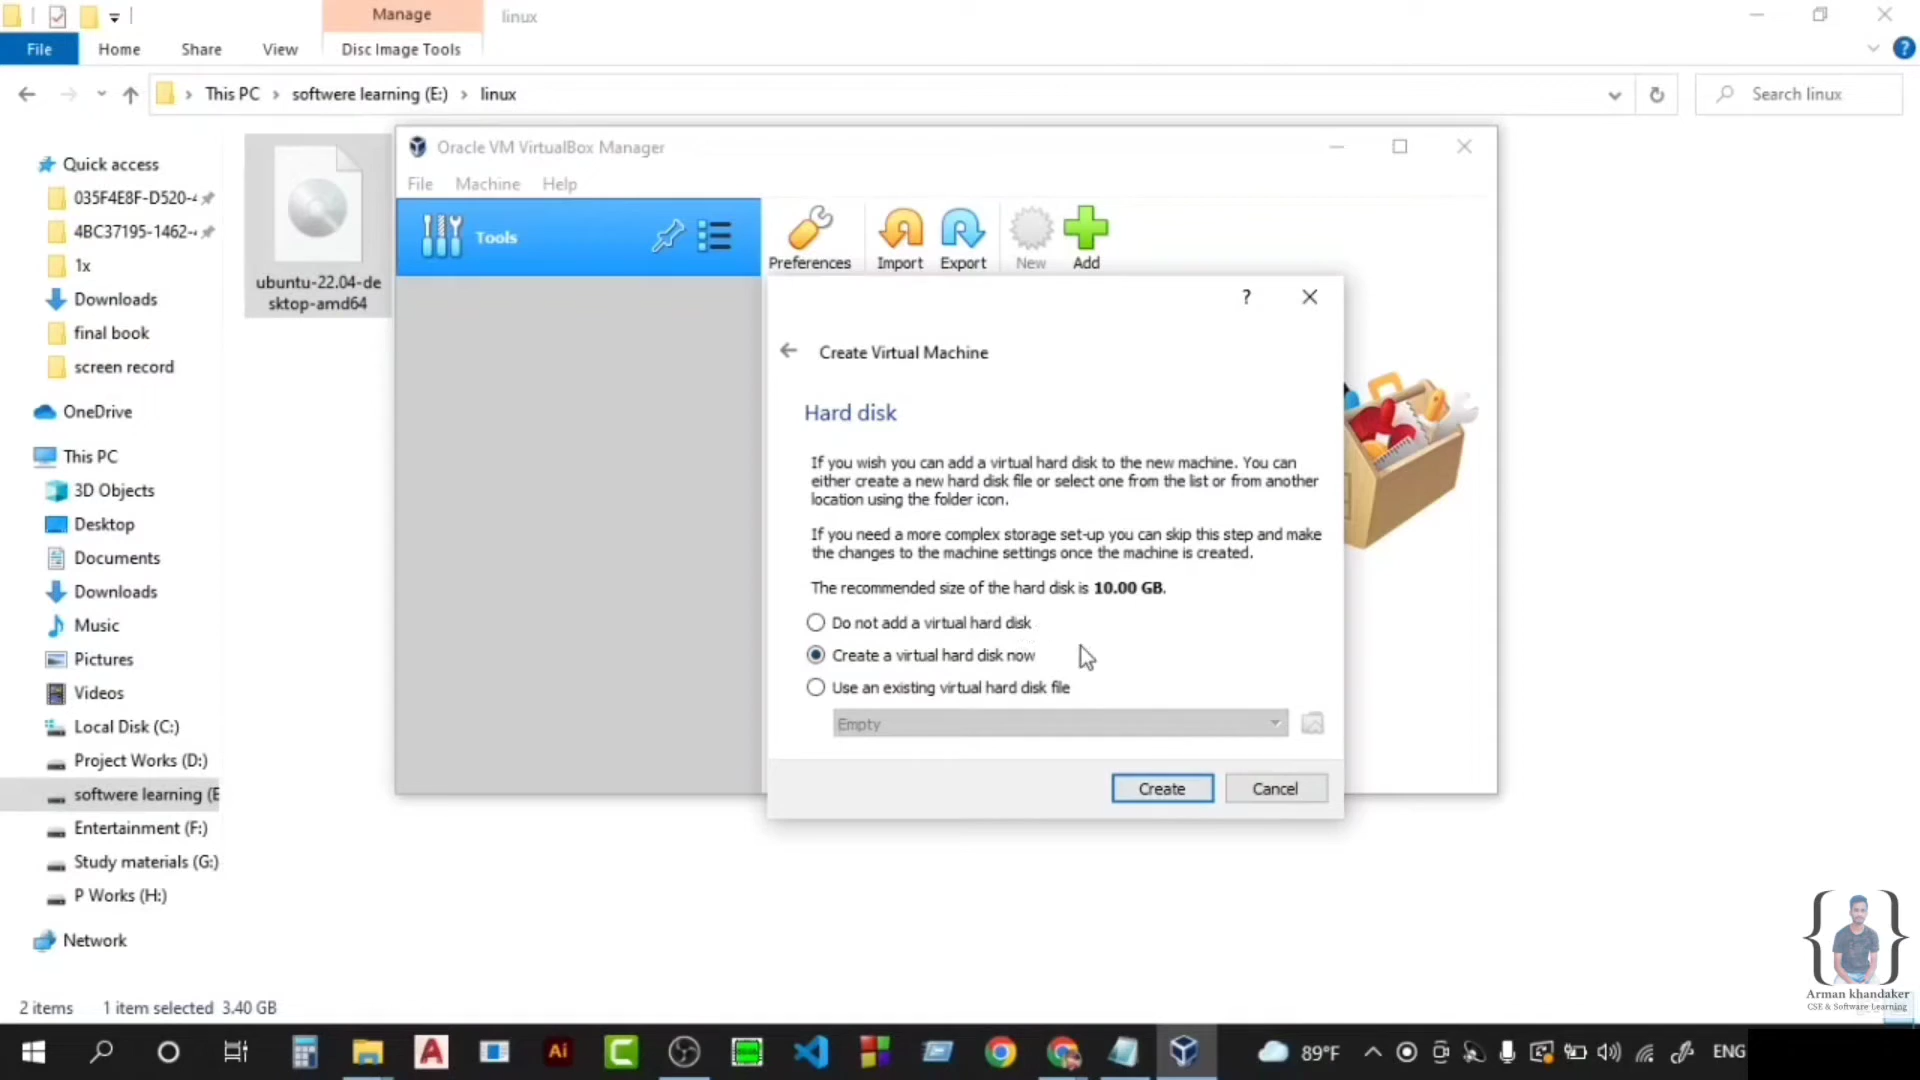 Manage
linux
File
Home
Share
View
Disc Image Tools
This PC
softwere learning (E:)
linux
Search linux
Quick access
035F4E8F-D520-4
4BC37195-1462-4
1x
Downloads
final book
screen record
OneDrive
This PC
3D Objects
Desktop
Documents
Downloads
Music
Pictures
Videos
Local Disk (C:)
Project Works (D:)
softwere learning (E
Entertainment (F:)
Study materials (G:)
P Works (H:)
Network
ubuntu-22.04-de
sktop-amd64
Oracle VM VirtualBox Manager
File
Machine
Help
Tools
Preferences
Import
Export
New
Add
?
Create Virtual Machine
Hard disk
If you wish you can add a virtual hard disk to the new machine. You can
either create a new hard disk file or select one from the list or from another
location using the folder icon.
If you need a more complex storage set-up you can skip this step and make
the changes to the machine settings once the machine is created.
The recommended size of the hard disk is 10.00 GB.
Do not add a virtual hard disk
Create a virtual hard disk now
Use an existing virtual hard disk file
Empty
Create
Cancel
Arman khandaker
CSE & Software Learning
2 items
1 item selected 3.40 GB
Ai
89°F
ENG